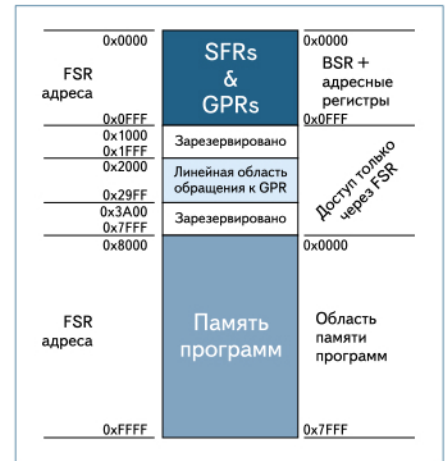 0x0000
SFRs
&
GPRs
0x0000
FSR
адреса
BSR +
адресные
регистры
0x0FFF
0x0FFF
0x1000
0x1FFF
Зарезервировано
0x2000
0x29FF
Линейная область
обращения к GPR
Доступ только
через FSR
0x3A00
0x7FFF
Зарезервировано
0x8000
0x0000
FSR
адреса
Память
программ
Область
памяти
программ
0xFFFF
0x7FFF